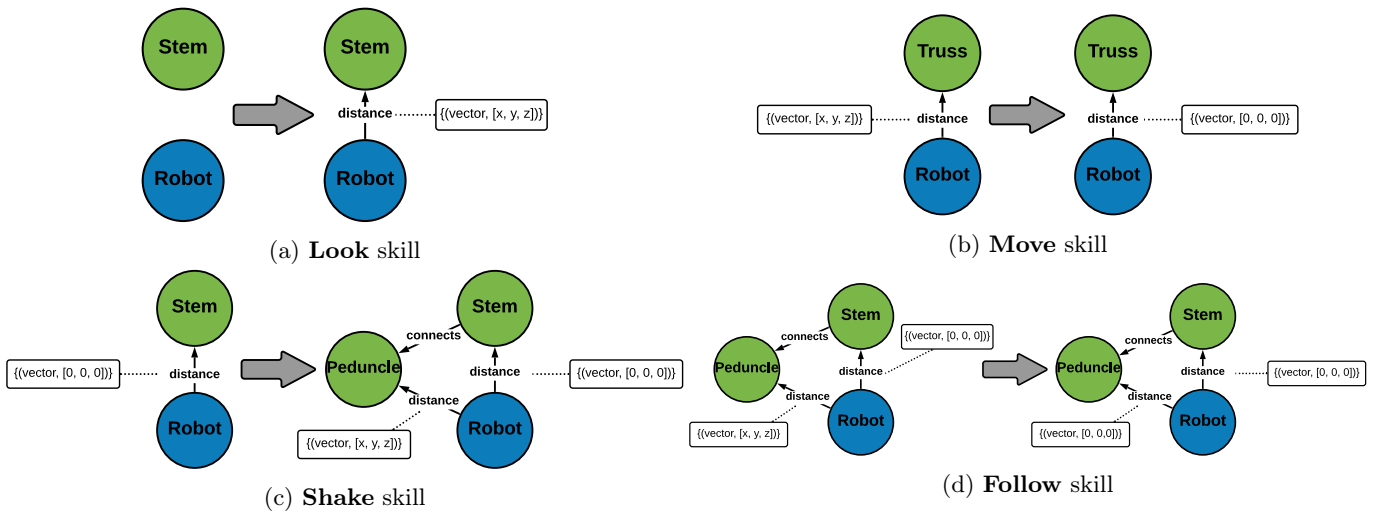 Stem
Stem
distance
{(vector, [x, y, z])}
Robot
Robot
(a) Look skill
Truss
Truss
{(vector, [x, y, z])}
distance
distance
{(vector, [0, 0, 0])}
Robot
Robot
(b) Move skill
Stem
Stem
connects
{(vector, [0, 0, 0])}
distance
Peduncle
distance
{(vector, [0, 0, 0])}
distance
Robot
Robot
{(vector, [x, y, z])}
(c) Shake skill
Stem
Stem
connects
{(vector, [0, 0, 0])}
connects
Peduncle
distance
Peduncle
distance
{(vector, [0, 0, 0])}
distance
distance
Robot
Robot
{(vector, [x, y, z])}
{(vector, [0, 0,0])}
(d) Follow skill